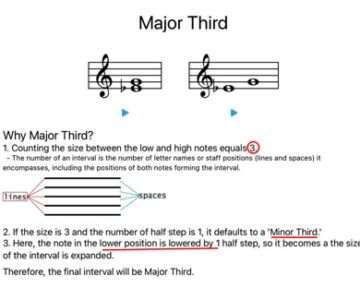 Major Third
Why Major Third?
1. Counting the size between the low and high notes equals 3
- The number of an interval is the number of letter names or staff positions (lines and spaces) it
encompasses, including the positions of both notes forming the interval.
lines
spaces
2. If the size is 3 and the number of half step is 1, it defaults to a 'Minor Third.'
3. Here, the note in the lower position is lowered by 1 half step, so it becomes a the size
of the interval is expanded.
Therefore, the final interval will be Major Third.